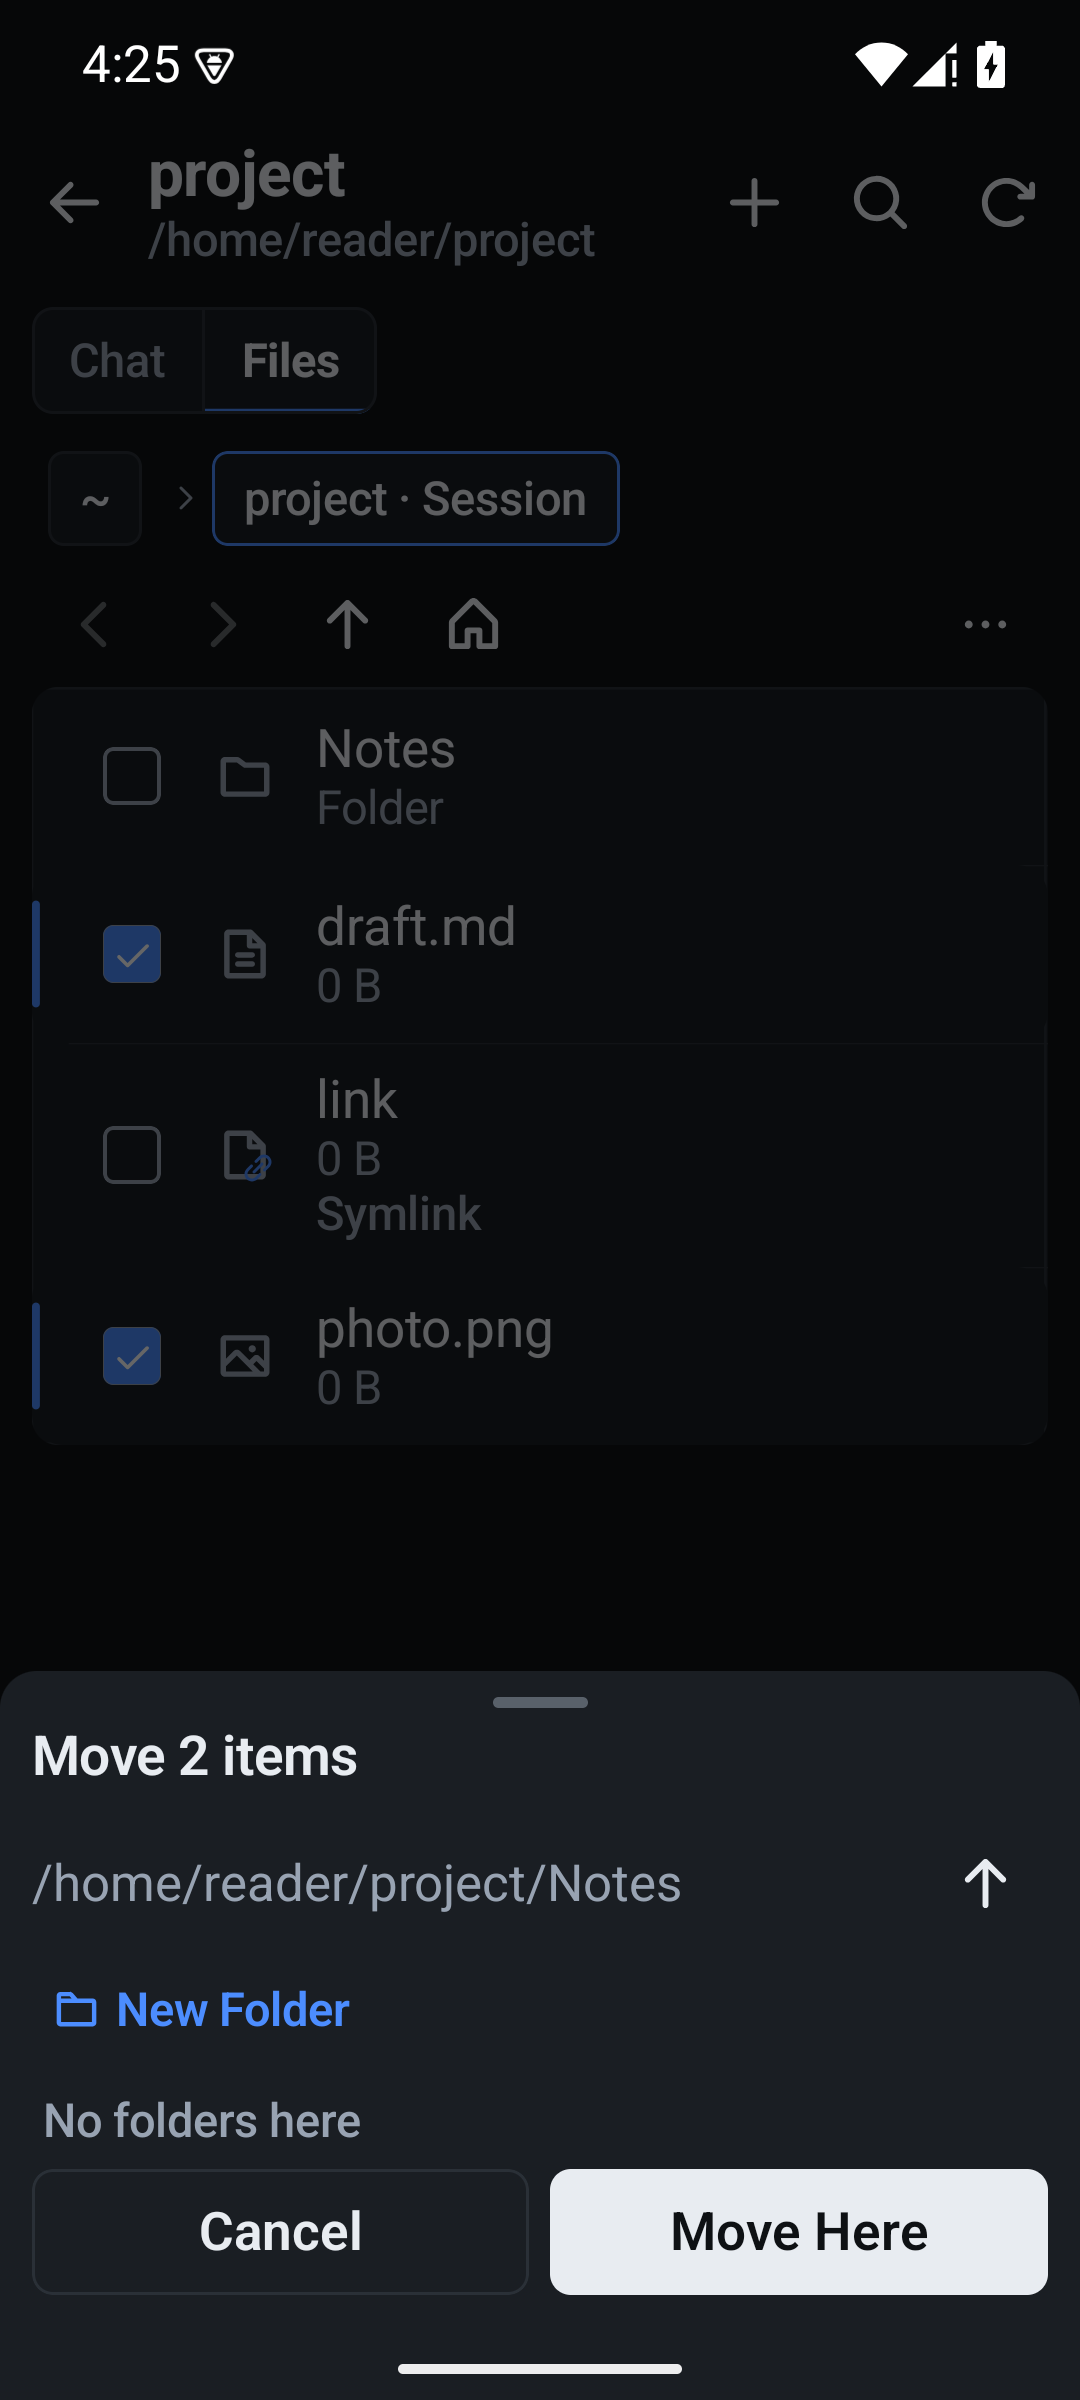 4:25
project
/home/reader/project
Chat
Files
~
project · Session
Notes
Folder
draft.md
0 B
link
0 B
Symlink
photo.png
0 B
Move 2 items
/home/reader/project/Notes
New Folder
No folders here
Cancel
Move Here